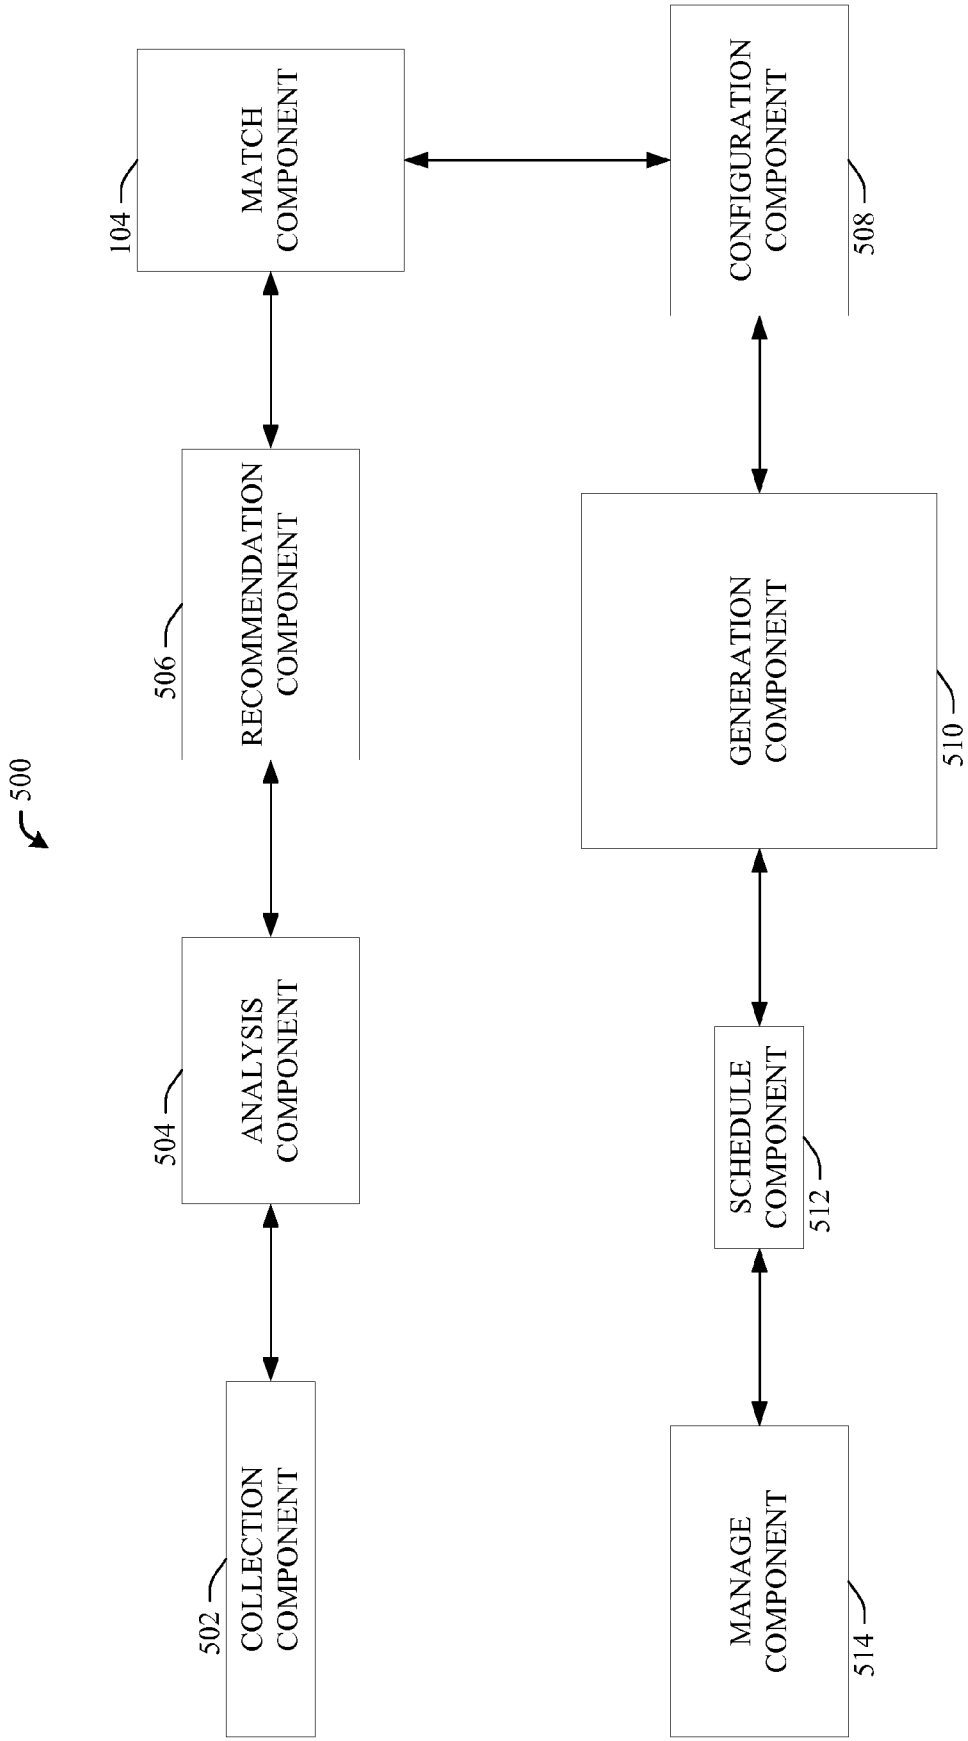 500
502
COLLECTION
COMPONENT
504
ANALYSIS
COMPONENT
506
RECOMMENDATION
COMPONENT
104
MATCH
COMPONENT
MANAGE
COMPONENT
514
SCHEDULE
COMPONENT
512
GENERATION
COMPONENT
510
CONFIGURATION
COMPONENT
508